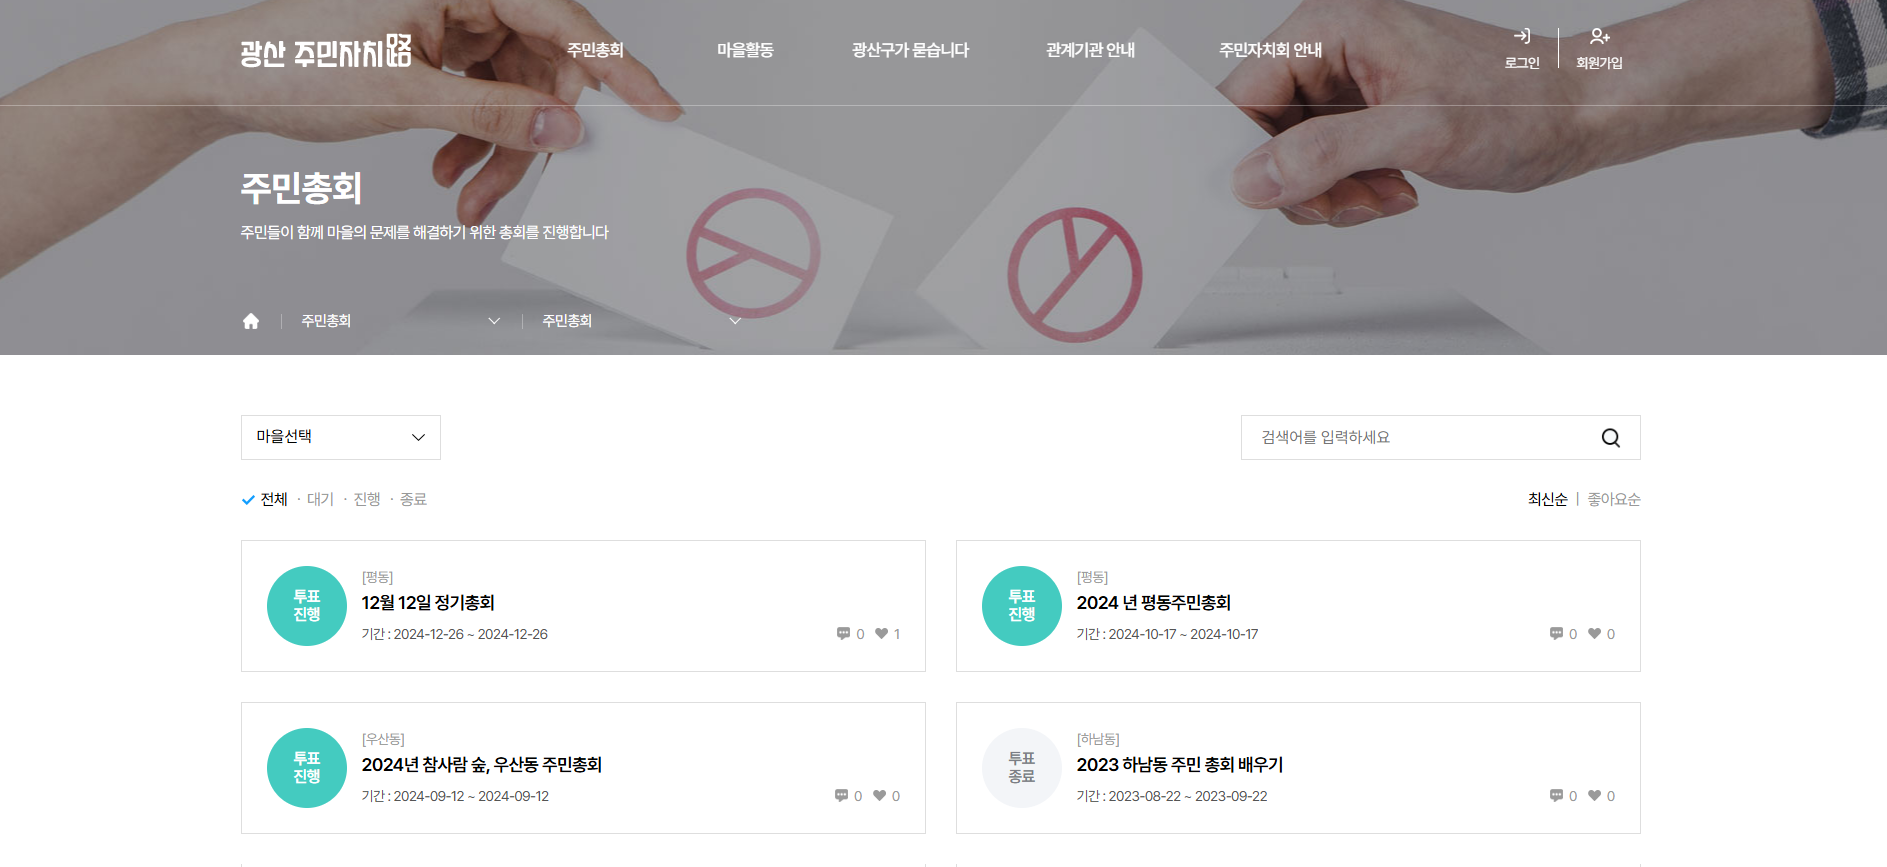 광산 주민자치路
주민총회
마을활동
광산구가 묻습니다
관계기관 안내
주민자치회 안내
로그인
회원가입
주민총회
주민들이 함께 마을의 문제를 해결하기 위한 총회를 진행합니다
주민총회
주민총회
마을선택
검색어를 입력하세요
전체 · 대기 · 진행 · 종료
최신순 | 좋아요순
투표
진행
[평동]
12월 12일 정기총회
기간 : 2024-12-26 ~ 2024-12-26
0 1
투표
진행
[평동]
2024 년 평동주민총회
기간 : 2024-10-17 ~ 2024-10-17
0 0
투표
진행
[우산동]
2024년 참사람 숲, 우산동 주민총회
기간 : 2024-09-12 ~ 2024-09-12
0 0
투표
종료
[하남동]
2023 하남동 주민 총회 배우기
기간 : 2023-08-22 ~ 2023-09-22
0 0